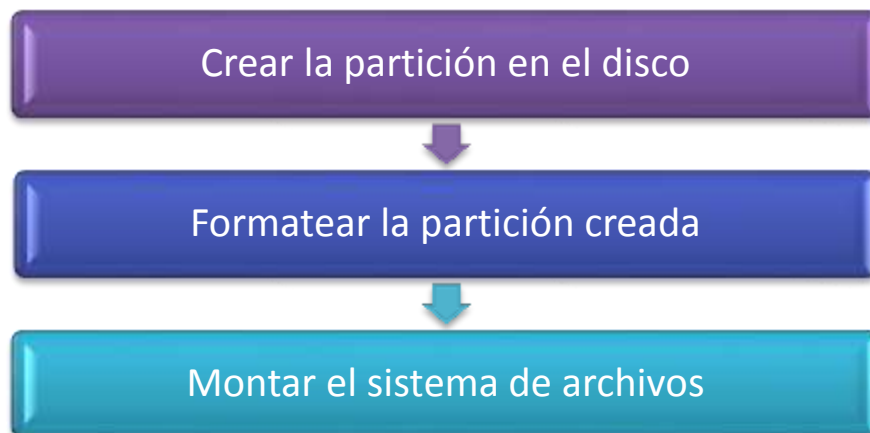 Crear la partición en el disco
Formatear la partición creada
Montar el sistema de archivos